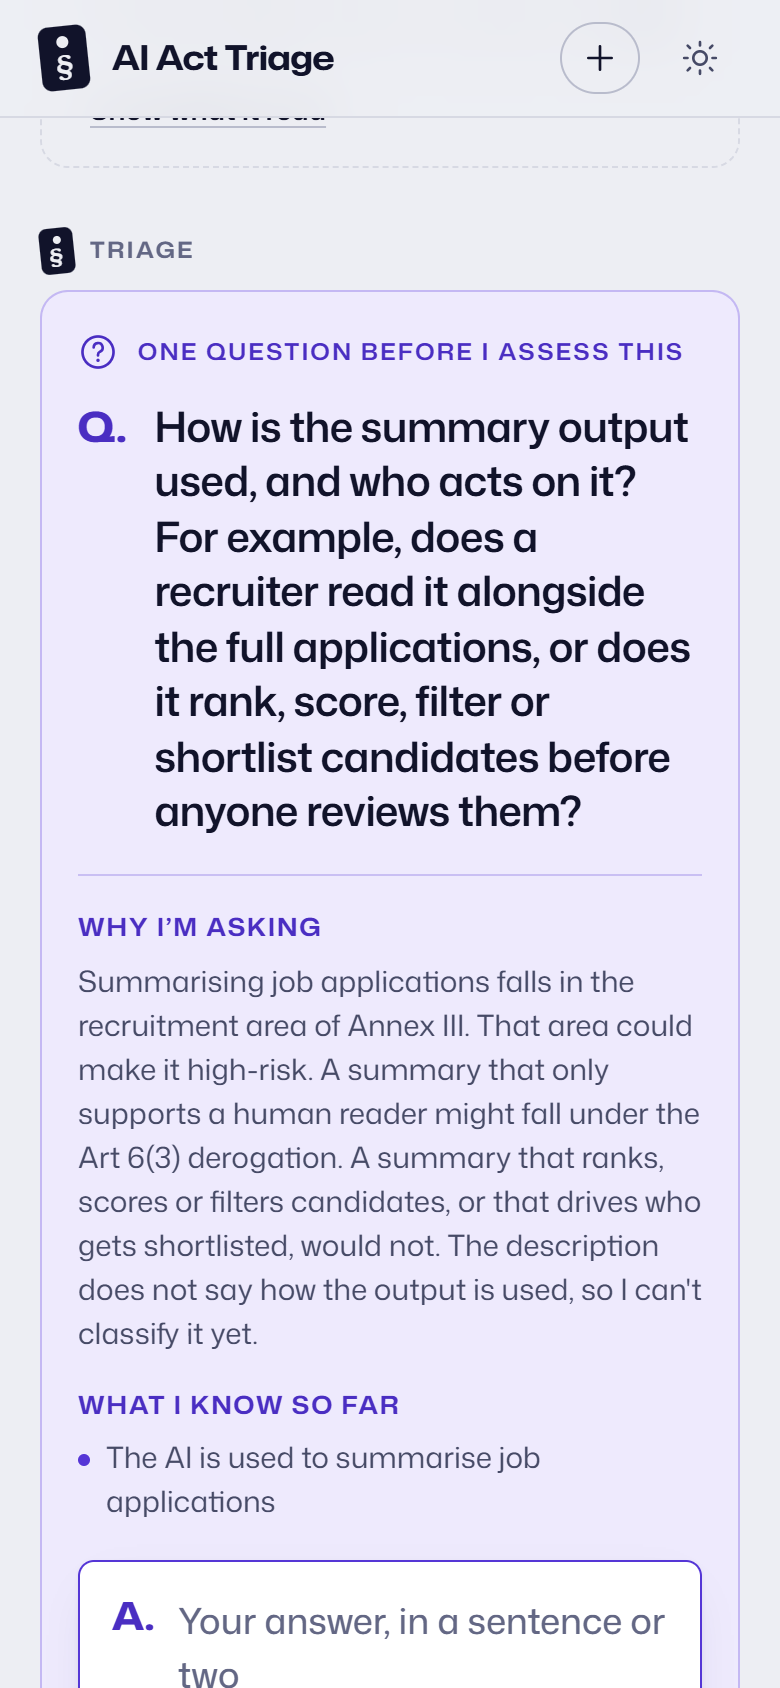 §
AI Act Triage
Show what it read
§
TRIAGE
ONE QUESTION BEFORE I ASSESS THIS
Q. How is the summary output
used, and who acts on it?
For example, does a
recruiter read it alongside
the full applications, or does
it rank, score, filter or
shortlist candidates before
anyone reviews them?
WHY I’M ASKING
Summarising job applications falls in the
recruitment area of Annex III. That area could
make it high-risk. A summary that only
supports a human reader might fall under the
Art 6(3) derogation. A summary that ranks,
scores or filters candidates, or that drives who
gets shortlisted, would not. The description
does not say how the output is used, so I can't
classify it yet.
WHAT I KNOW SO FAR
The AI is used to summarise job
applications
A. Your answer, in a sentence or
two